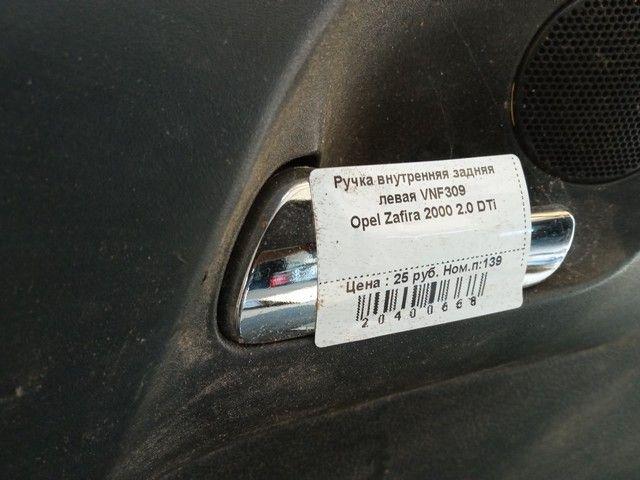 Ручка внутренняя задняя
левая VNF309
Opel Zafira 2000 2.0 DTi
Цена : 25 руб. Ном.п:139
20400668